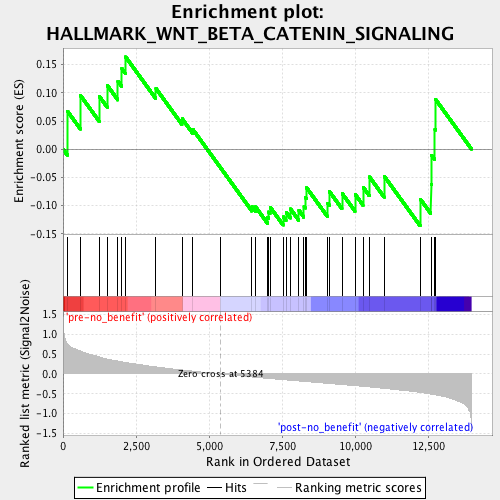 Enrichment plot:
HALLMARK_WNT_BETA_CATENIN_SIGNALING
Enrichment score (ES)
0.15
0.10
0.05
0.00
-0.05
-0.10
-0.15
Ranked list metric (Signal2Noise)
1.5
1.0
0.5
0.0
-0.5
-1.0
-1.5
'pre-no_benefit' (positively correlated)
Zero cross at 5384
'post-no_benefit' (negatively correlated)
0
2,500
5,000
7,500
10,000
12,500
Rank in Ordered Dataset
Enrichment profile
Hits
Ranking metric scores